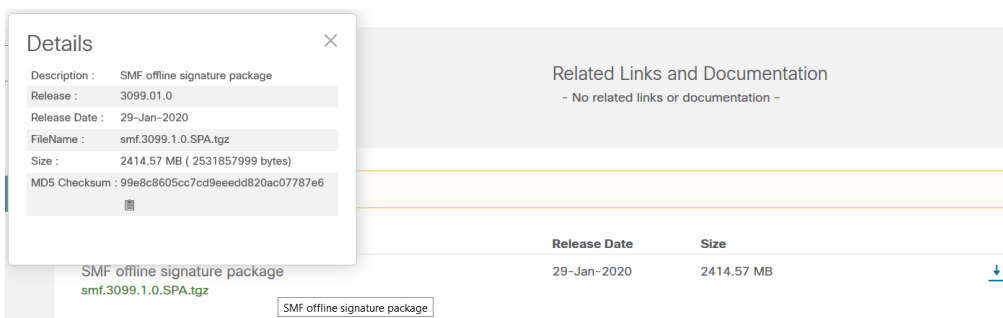 Details
Description : SMF offline signature package
Release : 3099.01.0
Release Date : 29-Jan-2020
FileName : smf.3099.1.0.SPA.tgz
Size : 2414.57 MB ( 2531857999 bytes)
MD5 Checksum : 99e8c8605cc7cd9eeedd820ac07787e6
Related Links and Documentation
- No related links or documentation -
Release Date Size
SMF offline signature package 29-Jan-2020 2414.57 MB
smf.3099.1.0.SPA.tgz
SMF offline signature package